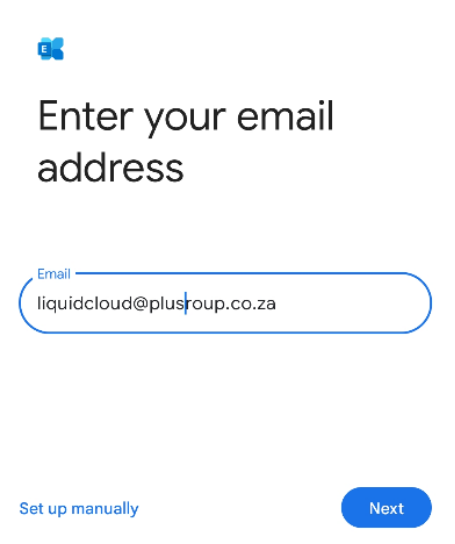 E
Enter your email
address
Email
liquidcloud@plusroup.co.za
Set up manually
Next